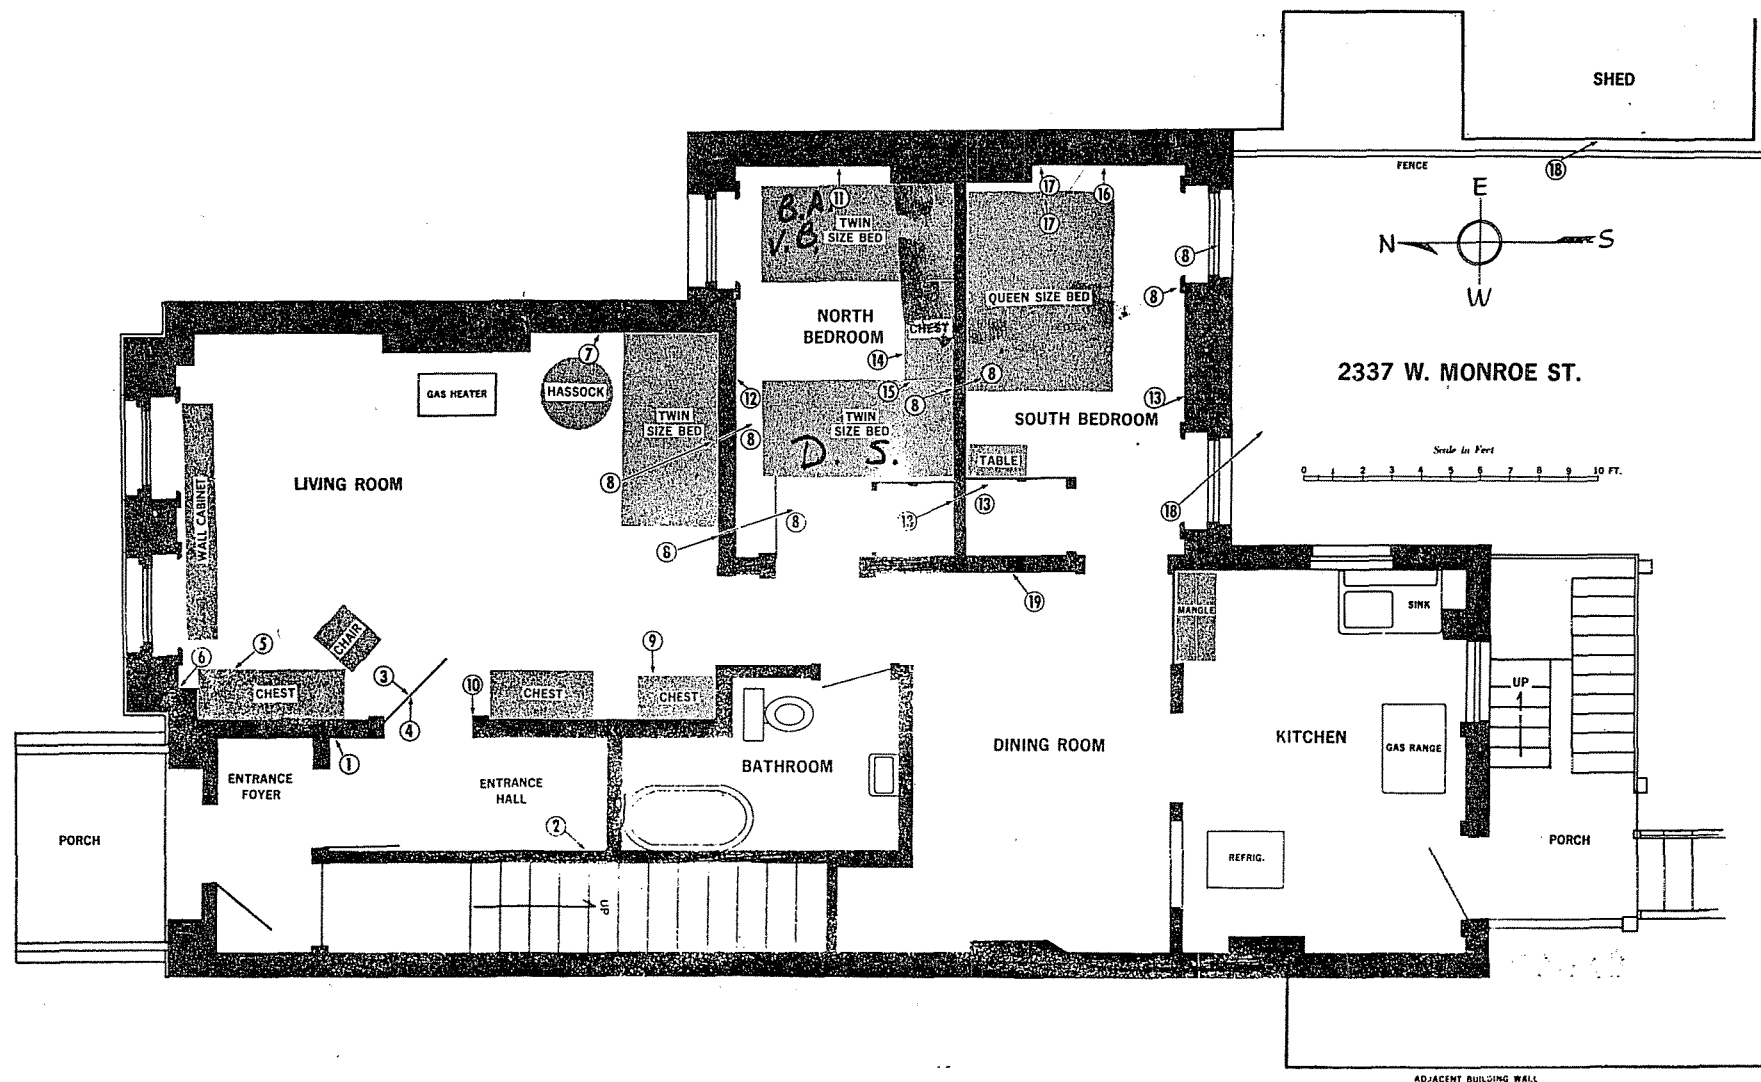 SHED
FENCE
18
E
N
S
W
2337 W. MONROE ST.
Scale in Feet
0 1 2 3 4 5 6 7 8 9 10 FT.
18
11
B.A.
V.B.
TWIN
SIZE BED
NORTH
BEDROOM
CHEST
14
15
12
8
8
TWIN
SIZE BED
D. S.
8
17
16
17
QUEEN SIZE BED
8
8
8
SOUTH BEDROOM
13
TABLE
13
19
7
GAS HEATER
HASSOCK
TWIN
SIZE BED
8
LIVING ROOM
WALL CABINET
CHAIR
5
6
CHEST
3
4
10
CHEST
9
CHEST
1
2
ENTRANCE
FOYER
ENTRANCE
HALL
PORCH
UP
BATHROOM
DINING ROOM
MANGLE
SINK
KITCHEN
GAS RANGE
REFRIG.
UP
PORCH
ADJACENT BUILDING WALL